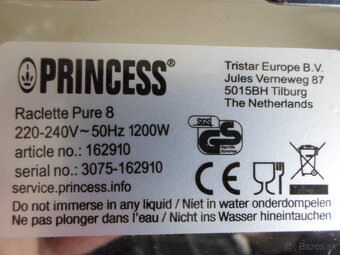 PRINCESS®
Raclette Pure 8
220-240V~50Hz 1200W
article no.: 162910
serial no.: 3075-162910
service.princess.info
Tristar Europe B.V.
Jules Verneweg 87
5015BH Tilburg
The Netherlands
GS
CE
Do not immerse in any liquid / Niet in water onderdompelen
Ne pas plonger dans l'eau / Nicht ins Wasser hineintauchen
bazos.sk